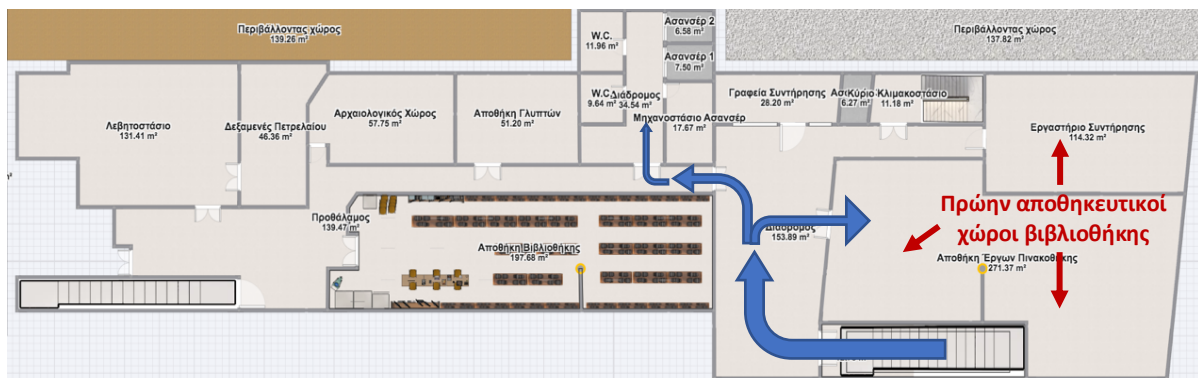 Περιβάλλοντας χώρος
139.26 m²
W.C.
11.96 m²
Ασανσέρ 2
6.58 m²
Ασανσέρ 1
7.50 m²
Περιβάλλοντας χώρος
137.82 m²
Λεβητοστάσιο
131.41 m²
Δεξαμενές Πετρελαίου
46.36 m²
Αρχαιολογικός Χώρος
57.75 m²
Αποθήκη Γλυπτών
51.20 m²
W.C.
9.64 m²
Διάδρομος
34.54 m²
Μηχανοστάσιο Ασανσέρ
17.67 m²
Γραφεία Συντήρησης
28.20 m²
6.27 m²
Κλιμακοστάσιο
11.18 m²
Εργαστήριο Συντήρησης
114.32 m²
m²
Προθάλαμος
139.47 m²
Αποθήκη Βιβλιοθήκης
197.68 m²
Διάδρομος
153.89 m²
Πρώην αποθηκευτικοί
χώροι βιβλιοθήκης
Αποθήκη Έργων Πινακοθήκης
271.37 m²